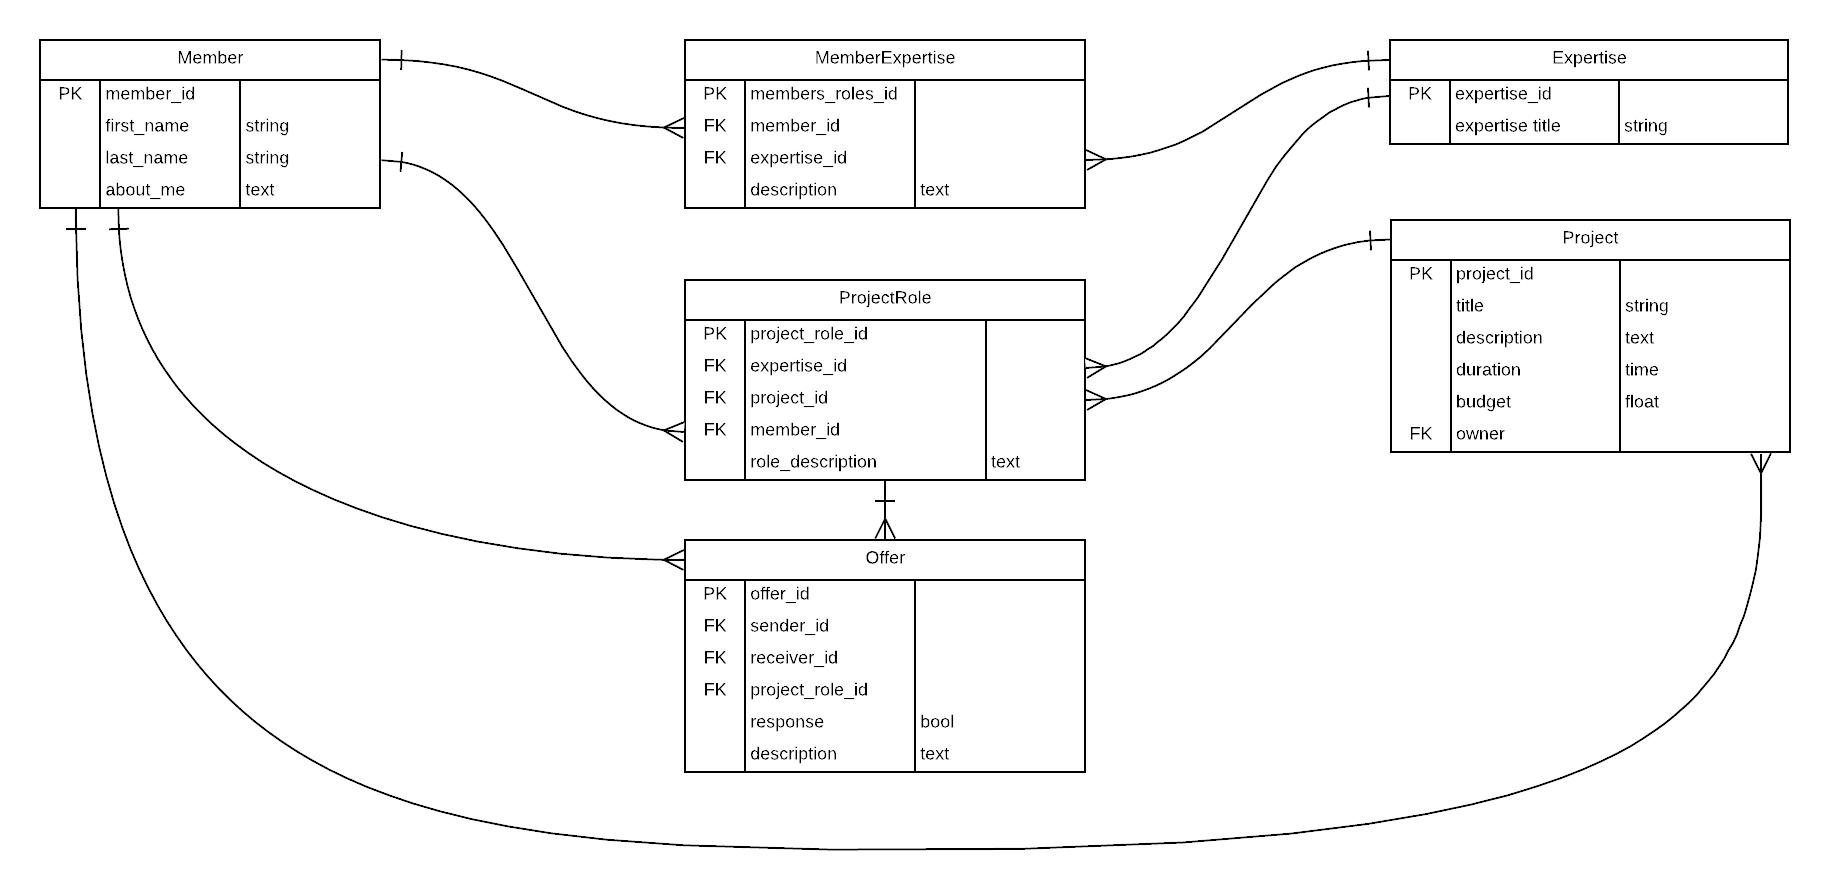 Member
PK member_id
first_name string
last_name string
about_me text
MemberExpertise
PK members_roles_id
FK member_id
FK expertise_id
description text
Expertise
PK expertise_id
expertise title string
Project
PK project_id
title string
description text
duration time
budget float
FK owner
ProjectRole
PK project_role_id
FK expertise_id
FK project_id
FK member_id
role_description text
Offer
PK offer_id
FK sender_id
FK receiver_id
FK project_role_id
response bool
description text